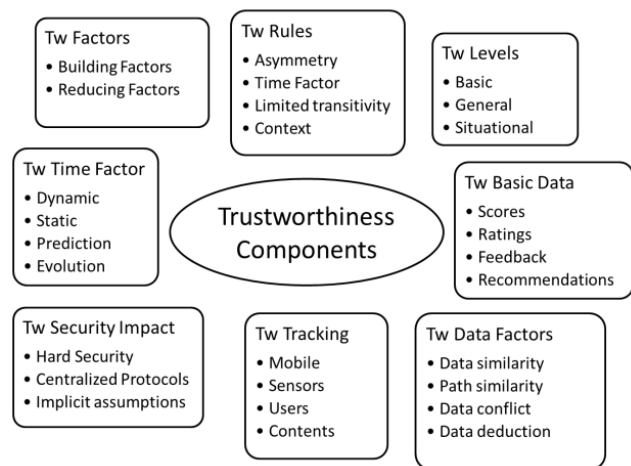 Tw Factors
• Building Factors
• Reducing Factors
Tw Rules
• Asymmetry
• Time Factor
• Limited transitivity
• Context
Tw Levels
• Basic
• General
• Situational
Tw Time Factor
• Dynamic
• Static
• Prediction
• Evolution
Trustworthiness
Components
Tw Basic Data
• Scores
• Ratings
• Feedback
• Recommendations
Tw Security Impact
• Hard Security
• Centralized Protocols
• Implicit assumptions
Tw Tracking
• Mobile
• Sensors
• Users
• Contents
Tw Data Factors
• Data similarity
• Path similarity
• Data conflict
• Data deduction